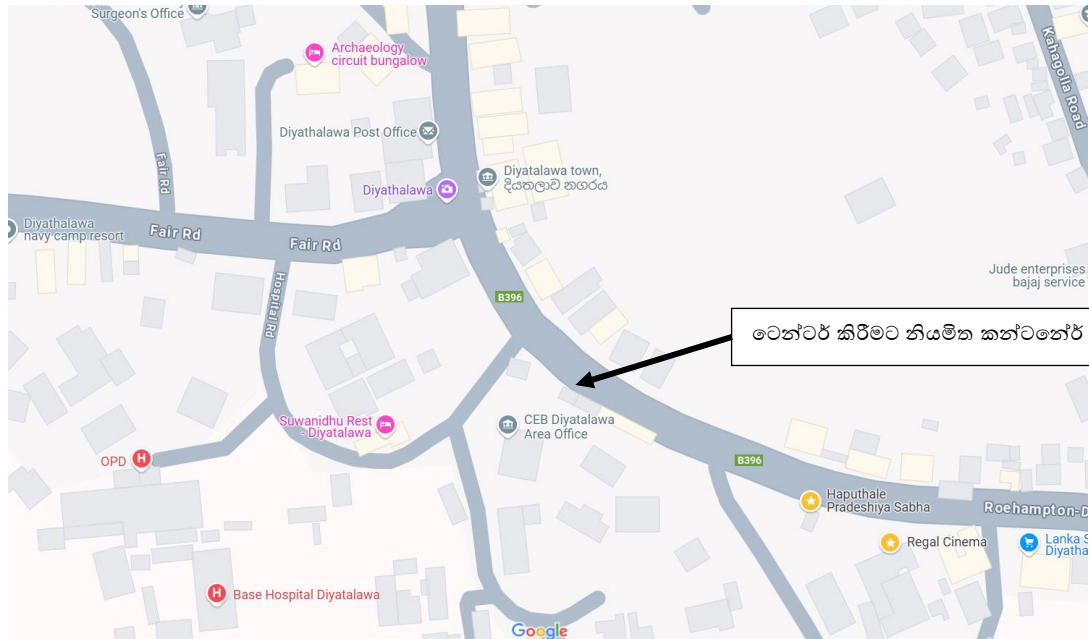 Surgeon's Office
Archaeology
circuit bungalow
Kahagolla Road
Diyathalawa Post Office
Fair Rd
Diyatalawa town,
දියතලාව නගරය
Diyathalawa
Diyathalawa
navy camp resort
Fair Rd
Fair Rd
Hospital Rd
Jude enterprises
bajaj service
B396
ටෙන්ටර් කිරීමට නියමිත කන්ටනේර්
Suwanidhu Rest
- Diyatalawa
CEB Diyatalawa
Area Office
OPD
H
B396
Haputhale
Pradeshiya Sabha
Roehampton-D
Regal Cinema
Lanka S
Diyatha
H
Base Hospital Diyatalawa
Google